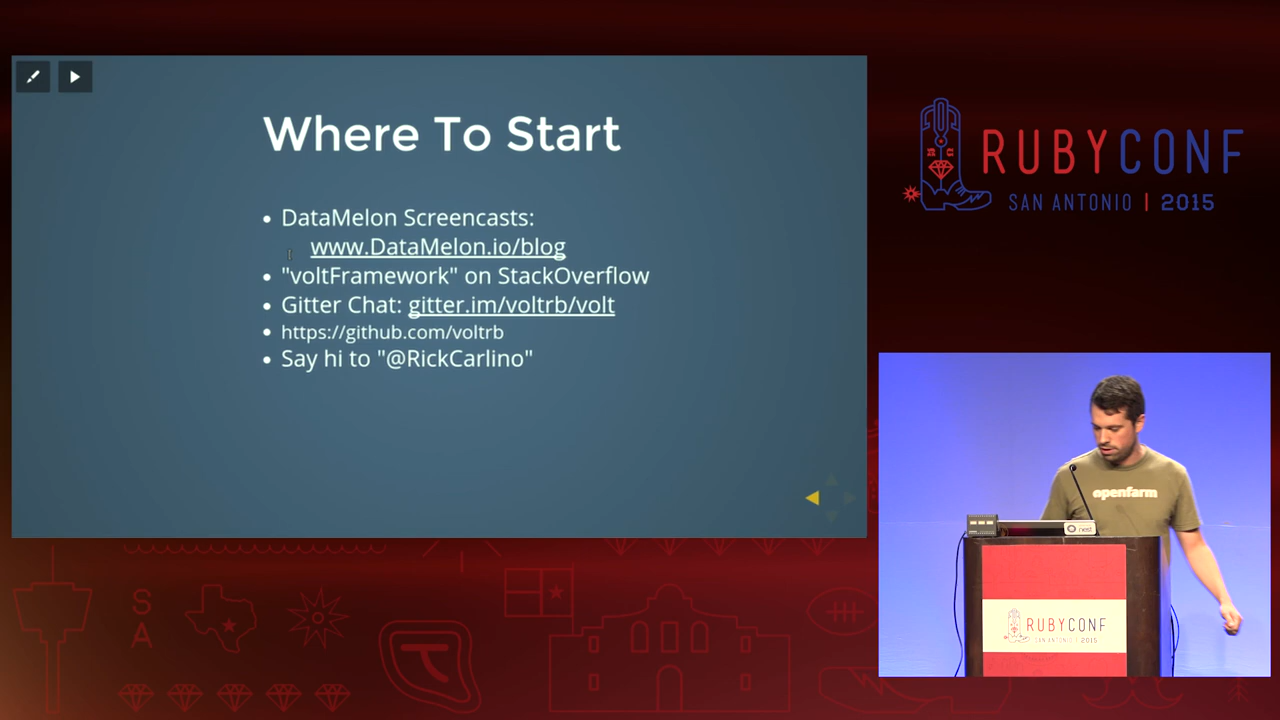 Where To Start
DataMelon Screencasts:
www.DataMelon.io/blog
"voltFramework" on StackOverflow
Gitter Chat: gitter.im/voltrb/volt
https://github.com/voltrb
Say hi to "@RickCarlino"
RUBYCONF
SAN ANTONIO | 2015
openfarm
nest
RUBYCONF
SAN ANTONIO | 2015
S
A